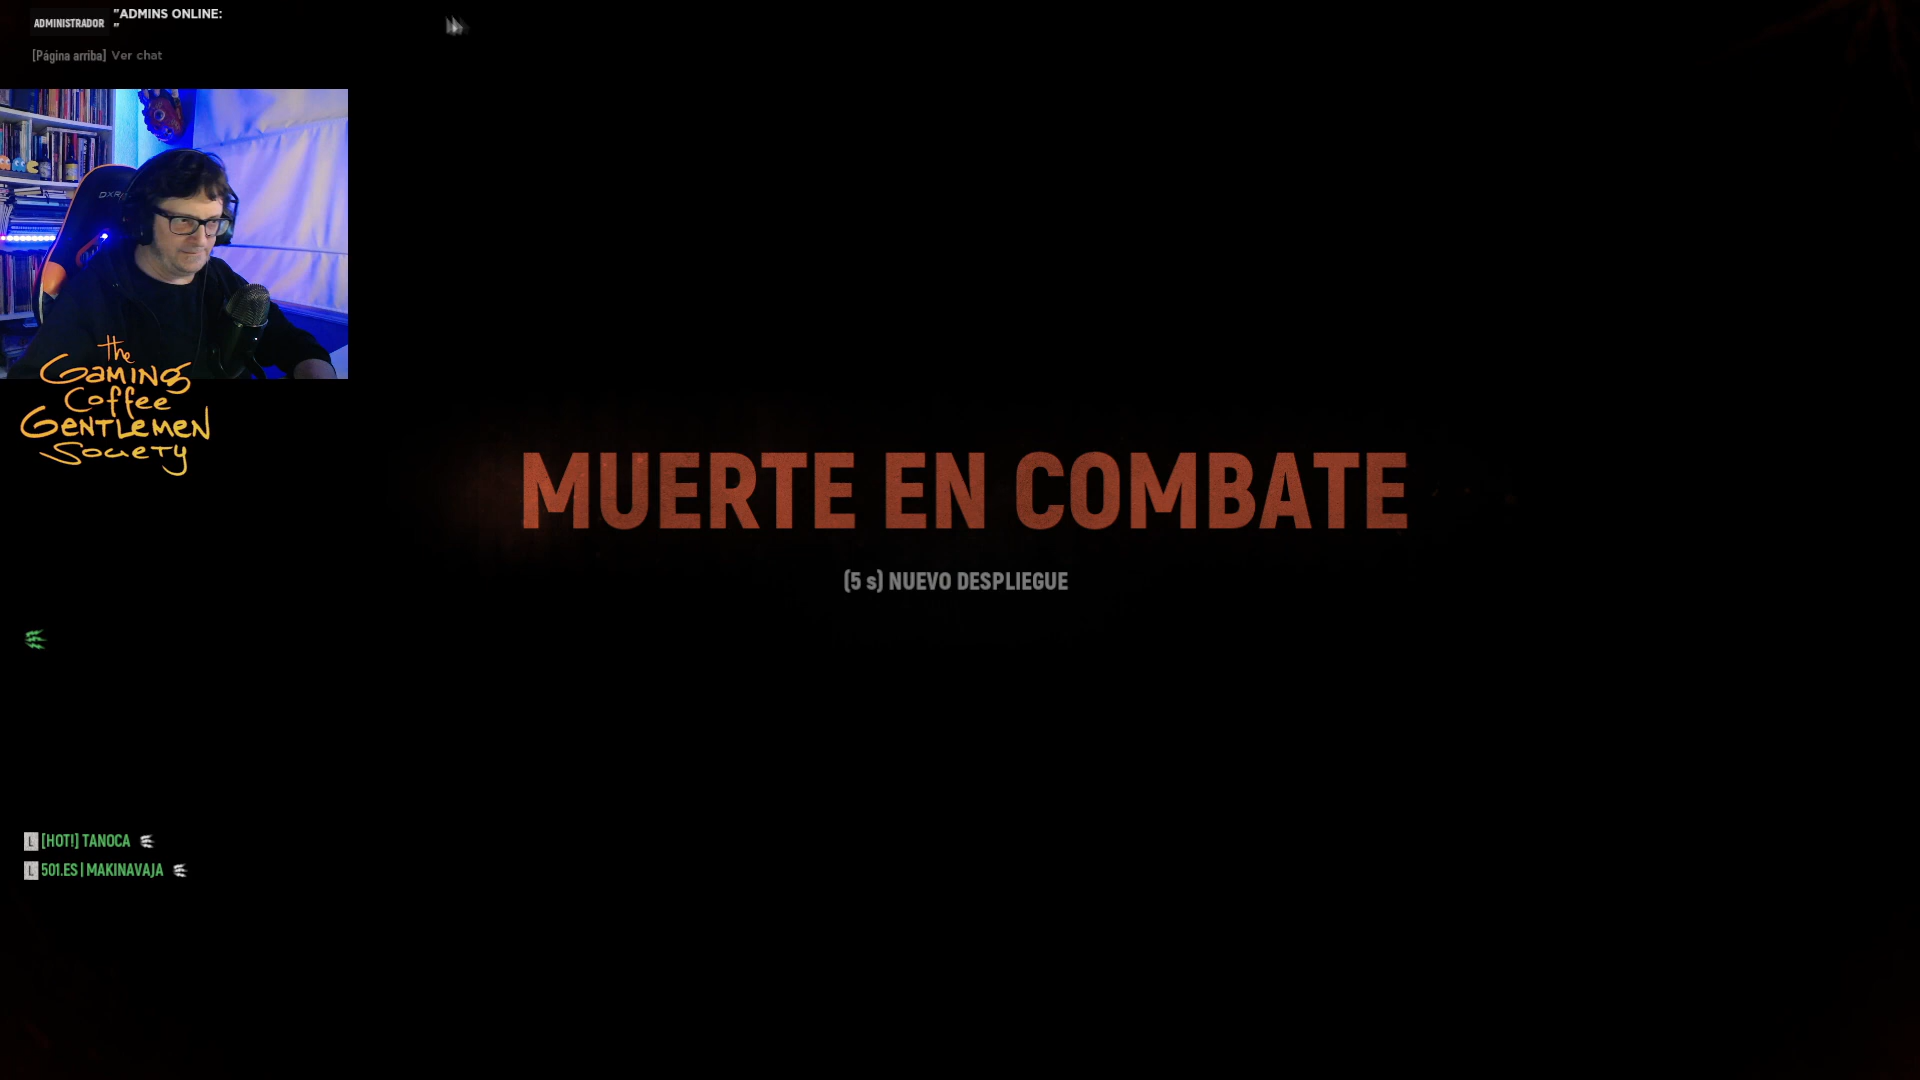 ADMINISTRADOR "ADMINS ONLINE:
"
[Página arriba] Ver chat
DXR
the
GAMING
Coffee
GENTLEMEN
Society
MUERTE EN COMBATE
(5 s) NUEVO DESPLIEGUE
L [HOT!] TANOCA
L 501.ES | MAKINAVAJA